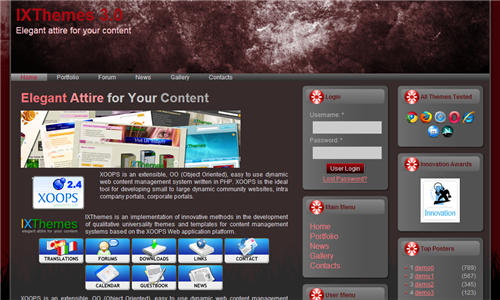 IXThemes 3.0
Elegant attire for your content
Home Portfolio Forum News Gallery Contacts
Elegant Attire for Your Content
2.4
XOOPS
XOOPS is an extensible, OO (Object Oriented), easy to use dynamic
web content management system written in PHP. XOOPS is the ideal
tool for developing small to large dynamic community websites, intra
company portals, corporate portals.
IXThemes
elegant attire for your content
IXThemes is an implementation of innovative methods in the development
of qualitative universally themes and templates for content management
systems based on the XOOPS Web application platform.
TRANSLATIONS FORUMS DOWNLOADS LINKS CONTACT
CALENDAR GUESTBOOK NEWS
XOOPS is an extensible, OO (Object Oriented), easy to use dynamic web content management
Login
Username:
Password:
User Login
Lost Password?
Main Menu
Home
Portfolio
News
Gallery
Contacts
User Menu
All Themes Tested
Innovation Awards
Innovation
Top Posters
1 demo6 (789)
2 demo1 (567)
3 demo2 (445)
4 demo3 (123)